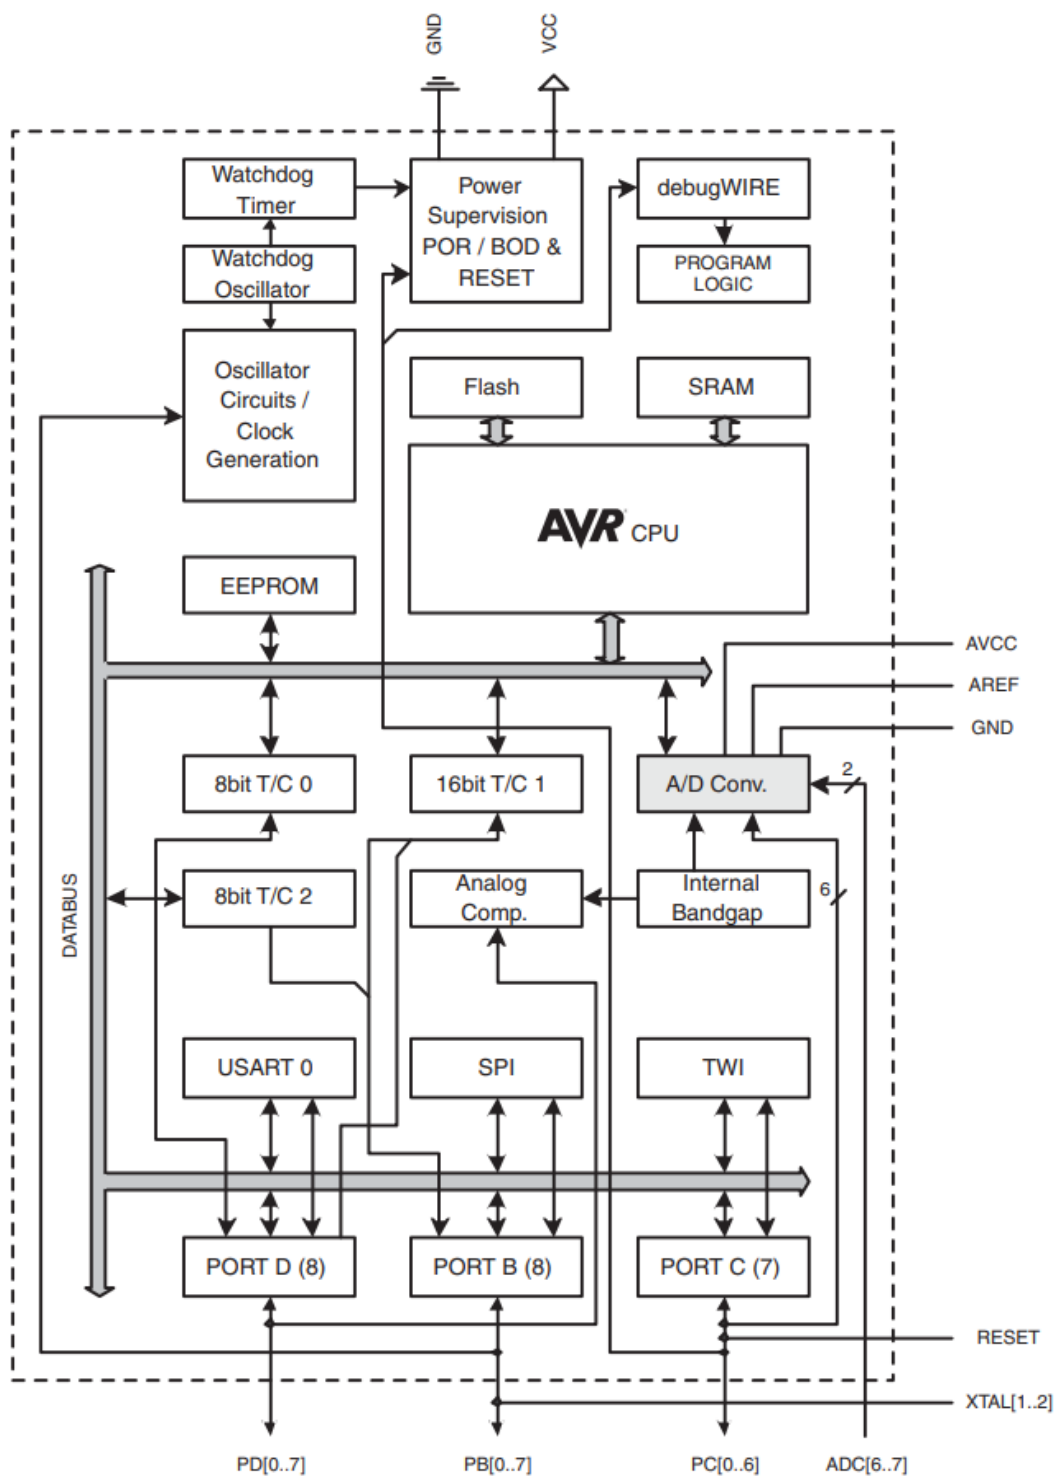 GND
VCC
Watchdog
Timer
Power
Supervision
POR / BOD &
RESET
debugWIRE
Watchdog
Oscillator
PROGRAM
LOGIC
Oscillator
Circuits /
Clock
Generation
Flash
SRAM
AVR CPU
EEPROM
AVCC
AREF
GND
8bit T/C 0
16bit T/C 1
A/D Conv.
2
8bit T/C 2
Analog
Comp.
Internal
Bandgap
6
DATABUS
USART 0
SPI
TWI
PORT D (8)
PORT B (8)
PORT C (7)
RESET
XTAL[1..2]
PD[0..7]
PB[0..7]
PC[0..6]
ADC[6..7]